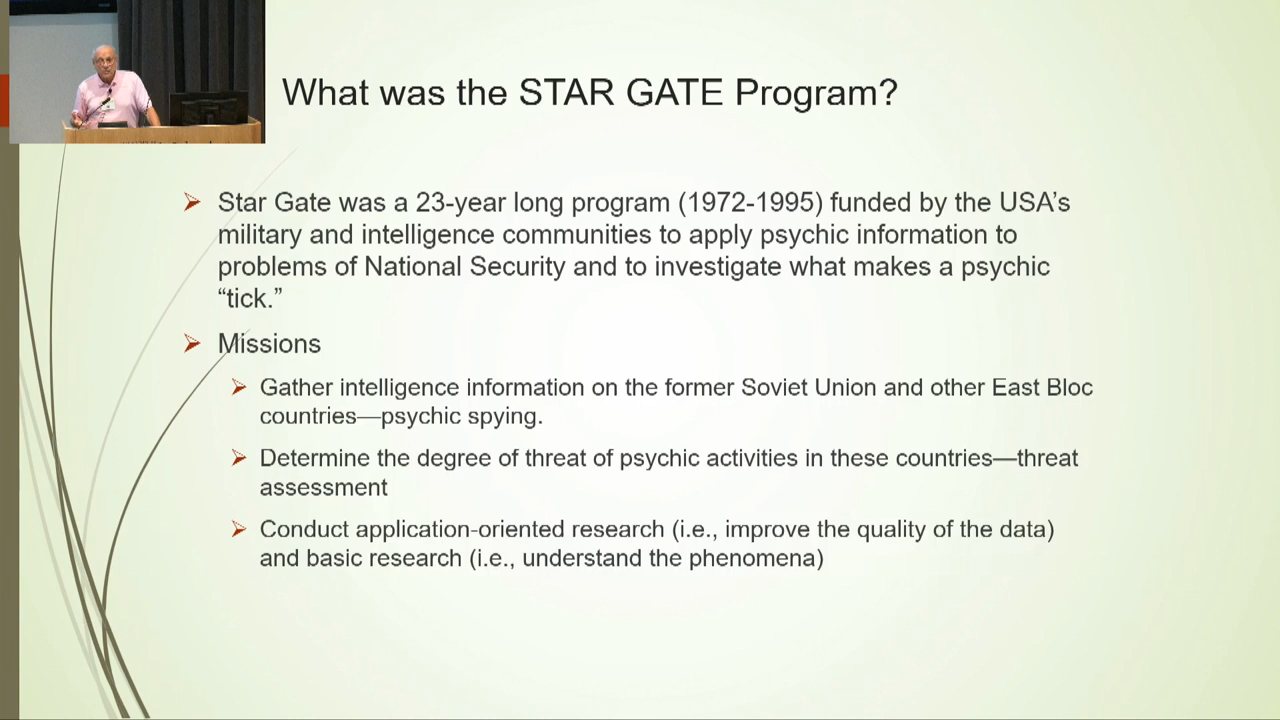 What was the STAR GATE Program?
Star Gate was a 23-year long program (1972-1995) funded by the USA’s
military and intelligence communities to apply psychic information to
problems of National Security and to investigate what makes a psychic
“tick.”
Missions
Gather intelligence information on the former Soviet Union and other East Bloc
countries—psychic spying.
Determine the degree of threat of psychic activities in these countries—threat
assessment
Conduct application-oriented research (i.e., improve the quality of the data)
and basic research (i.e., understand the phenomena)